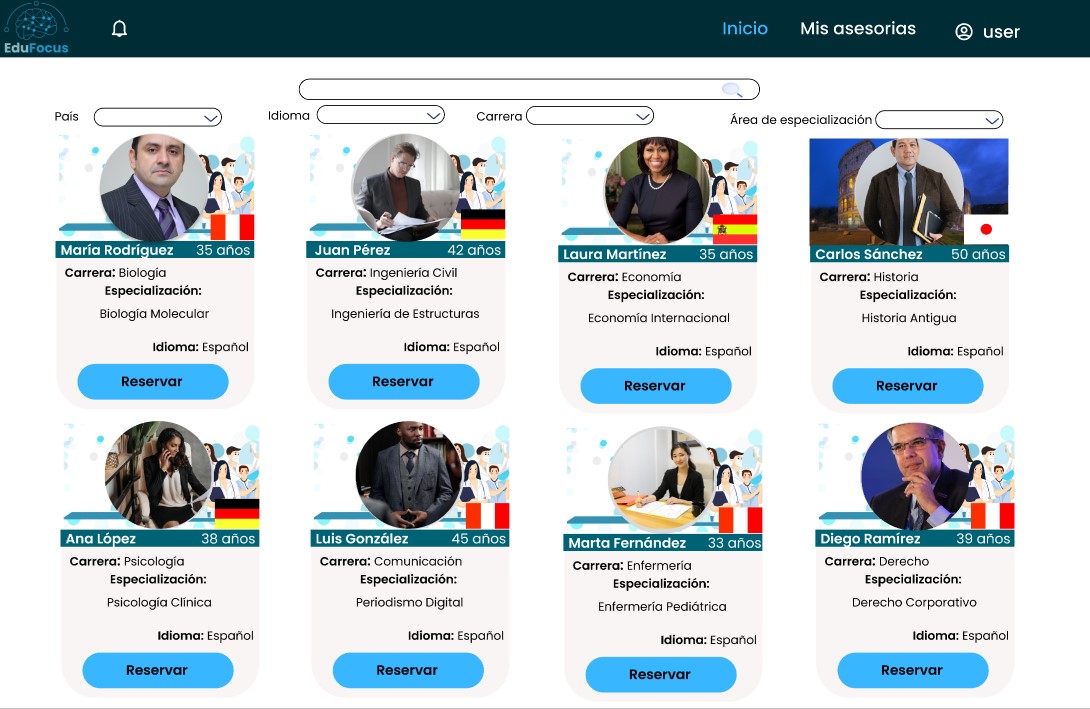 EduFocus
Inicio
Mis asesorias
user
País
Idioma
Carrera
Área de especialización
María Rodríguez 35 años
Carrera: Biología
Especialización:
Biología Molecular
Idioma: Español
Reservar
Juan Pérez 42 años
Carrera: Ingeniería Civil
Especialización:
Ingeniería de Estructuras
Idioma: Español
Reservar
Laura Martínez 35 años
Carrera: Economía
Especialización:
Economía Internacional
Idioma: Español
Reservar
Carlos Sánchez 50 años
Carrera: Historia
Especialización:
Historia Antigua
Idioma: Español
Reservar
Ana López 38 años
Carrera: Psicología
Especialización:
Psicología Clínica
Idioma: Español
Reservar
Luis González 45 años
Carrera: Comunicación
Especialización:
Periodismo Digital
Idioma: Español
Reservar
Marta Fernández 33 años
Carrera: Enfermería
Especialización:
Enfermería Pediátrica
Idioma: Español
Reservar
Diego Ramírez 39 años
Carrera: Derecho
Especialización:
Derecho Corporativo
Idioma: Español
Reservar